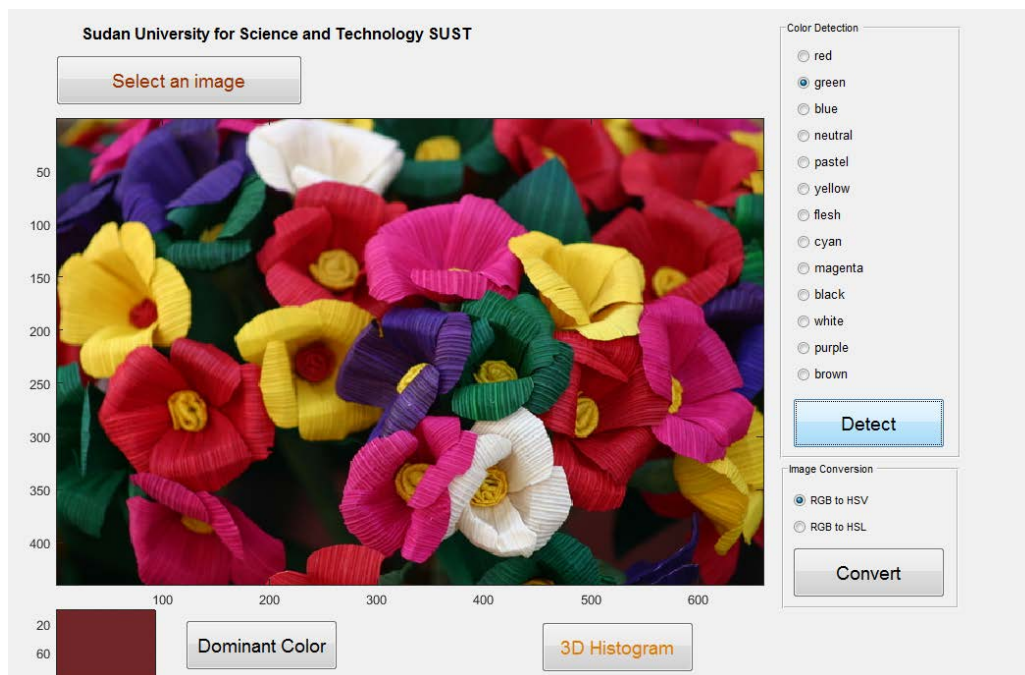 Sudan University for Science and Technology SUST
Select an image
50
100
150
200
250
300
350
400
100 200 300 400 500 600
20
60
Dominant Color
3D Histogram
Color Detection
red
green
blue
neutral
pastel
yellow
flesh
cyan
magenta
black
white
purple
brown
Detect
Image Conversion
RGB to HSV
RGB to HSL
Convert